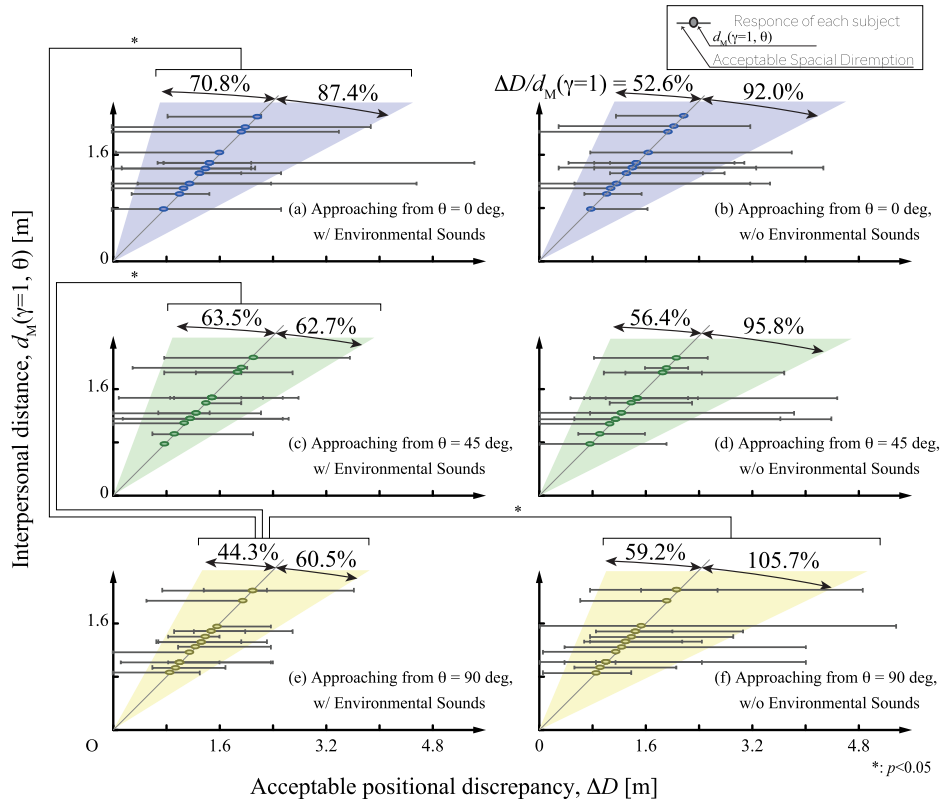 Responce of each subject
d_M(γ=1, θ)
Acceptable Spacial Diremption
*
70.8% 87.4%
ΔD/d_M(γ=1) = 52.6% 92.0%
1.6
0
(a) Approaching from θ = 0 deg,
w/ Environmental Sounds
(b) Approaching from θ = 0 deg,
w/o Environmental Sounds
*
63.5% 62.7%
56.4% 95.8%
1.6
0
(c) Approaching from θ = 45 deg,
w/ Environmental Sounds
(d) Approaching from θ = 45 deg,
w/o Environmental Sounds
*
44.3% 60.5%
59.2% 105.7%
1.6
(e) Approaching from θ = 90 deg,
w/ Environmental Sounds
(f) Approaching from θ = 90 deg,
w/o Environmental Sounds
O 1.6 3.2 4.8
0 1.6 3.2 4.8
*: p<0.05
Interpersonal distance, d_M(γ=1, θ) [m]
Acceptable positional discrepancy, ΔD [m]